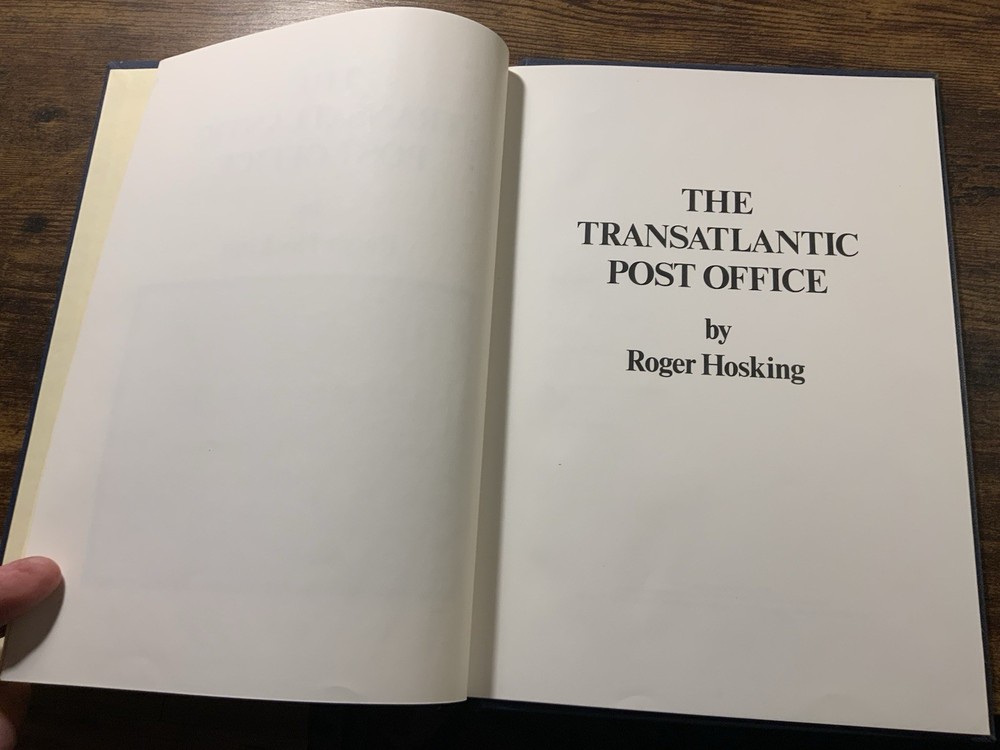 THE
TRANSATLANTIC
POST OFFICE
by
Roger Hosking